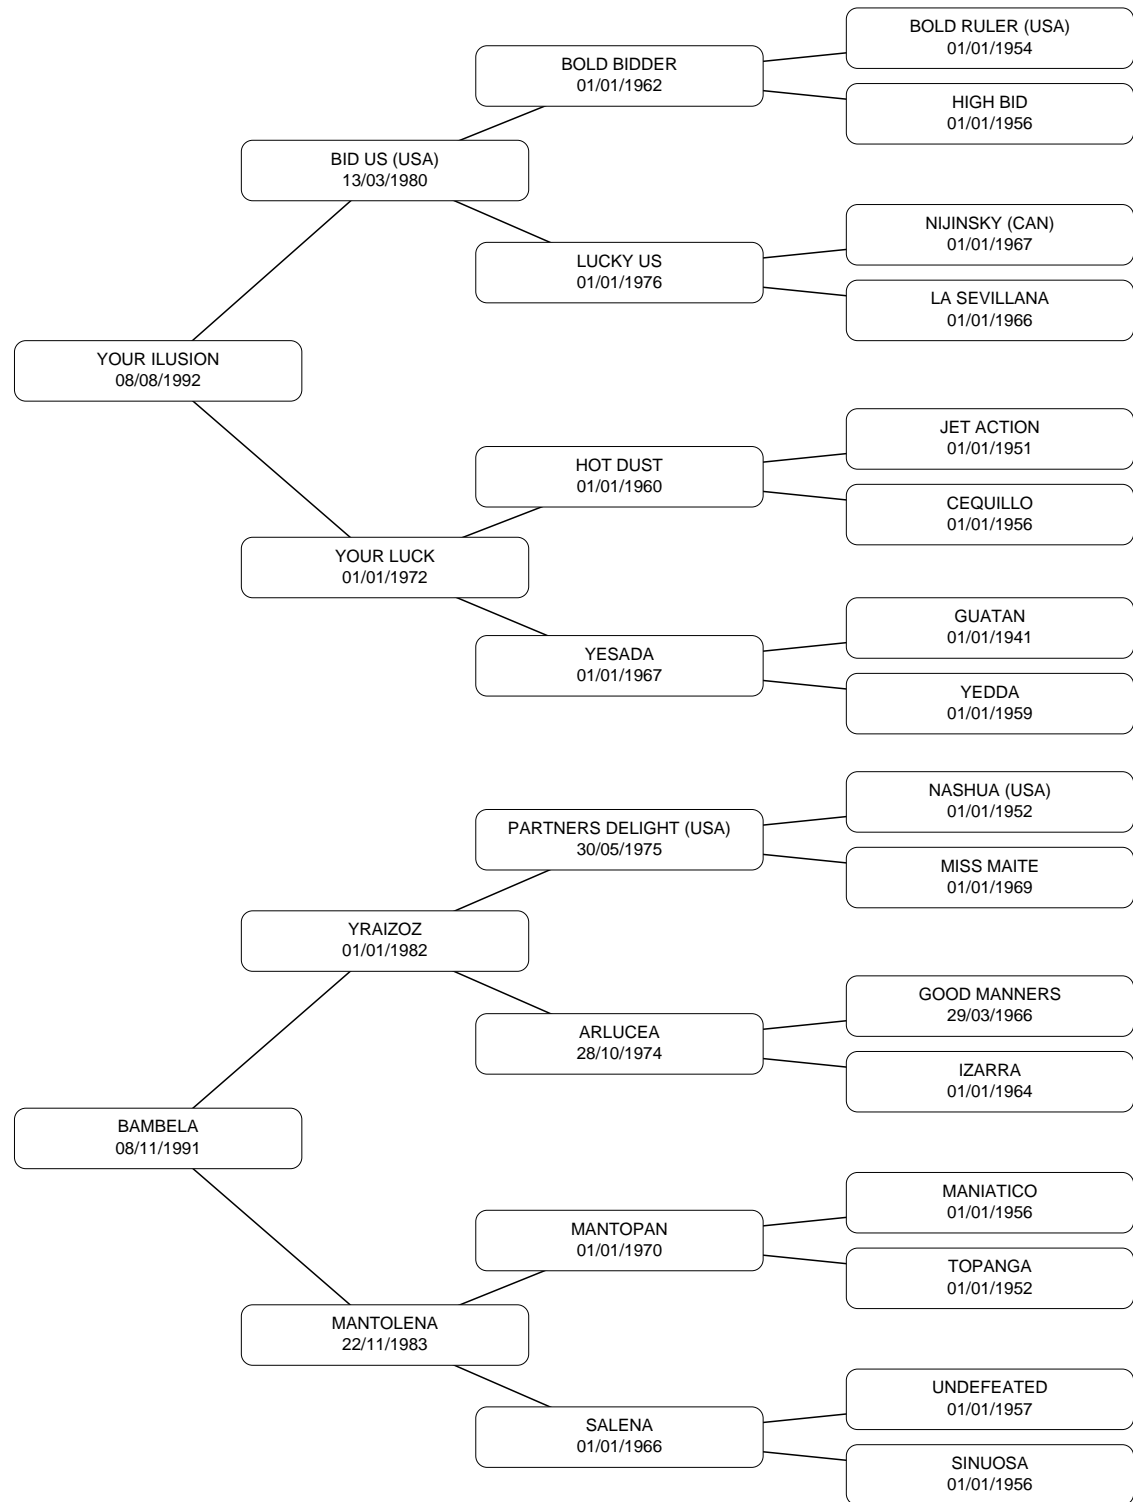 BOLD RULER (USA)
01/01/1954
BOLD BIDDER
01/01/1962
HIGH BID
01/01/1956
BID US (USA)
13/03/1980
NIJINSKY (CAN)
01/01/1967
LUCKY US
01/01/1976
LA SEVILLANA
01/01/1966
YOUR ILUSION
08/08/1992
JET ACTION
01/01/1951
HOT DUST
01/01/1960
CEQUILLO
01/01/1956
YOUR LUCK
01/01/1972
GUATAN
01/01/1941
YESADA
01/01/1967
YEDDA
01/01/1959
NASHUA (USA)
01/01/1952
PARTNERS DELIGHT (USA)
30/05/1975
MISS MAITE
01/01/1969
YRAIZOZ
01/01/1982
GOOD MANNERS
29/03/1966
ARLUCEA
28/10/1974
IZARRA
01/01/1964
BAMBELA
08/11/1991
MANIATICO
01/01/1956
MANTOPAN
01/01/1970
TOPANGA
01/01/1952
MANTOLENA
22/11/1983
UNDEFEATED
01/01/1957
SALENA
01/01/1966
SINUOSA
01/01/1956